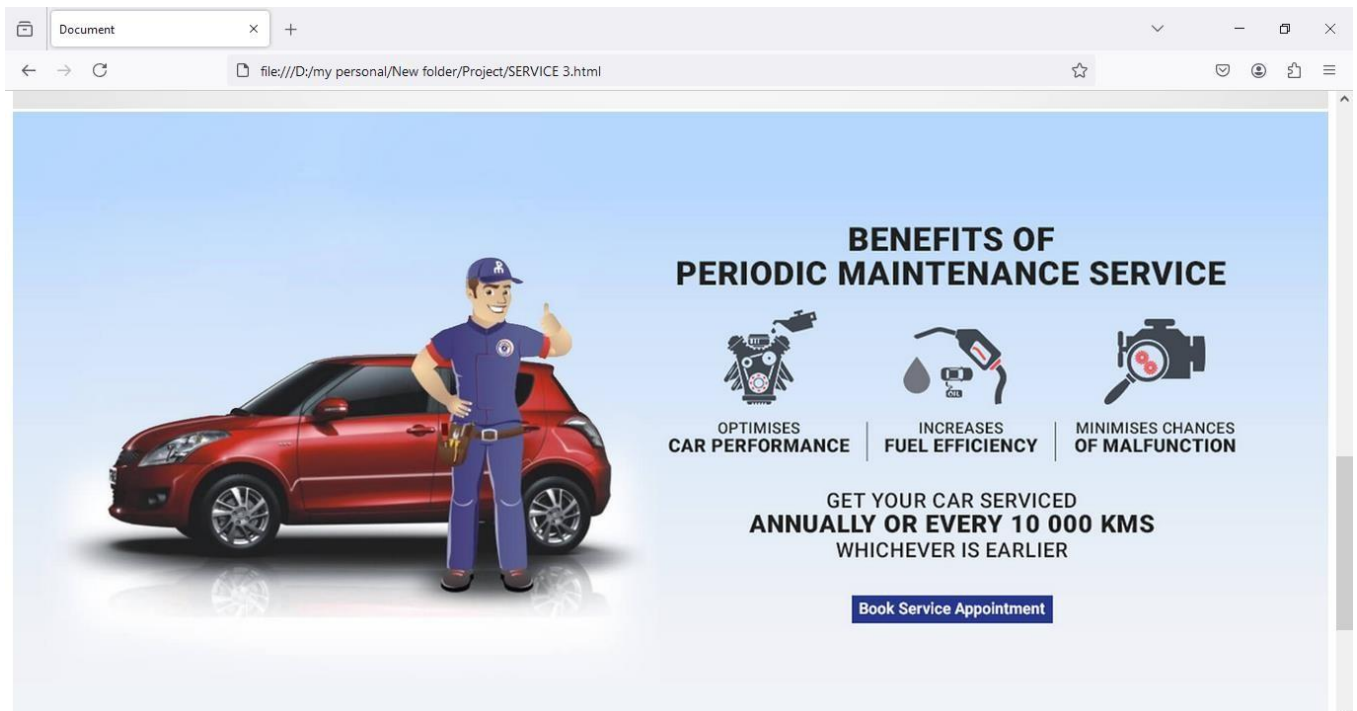 Document
file:///D:/my personal/New folder/Project/SERVICE 3.html
BENEFITS OF
PERIODIC MAINTENANCE SERVICE
OIL
OPTIMISES
CAR PERFORMANCE
INCREASES
FUEL EFFICIENCY
MINIMISES CHANCES
OF MALFUNCTION
GET YOUR CAR SERVICED
ANNUALLY OR EVERY 10 000 KMS
WHICHEVER IS EARLIER
Book Service Appointment